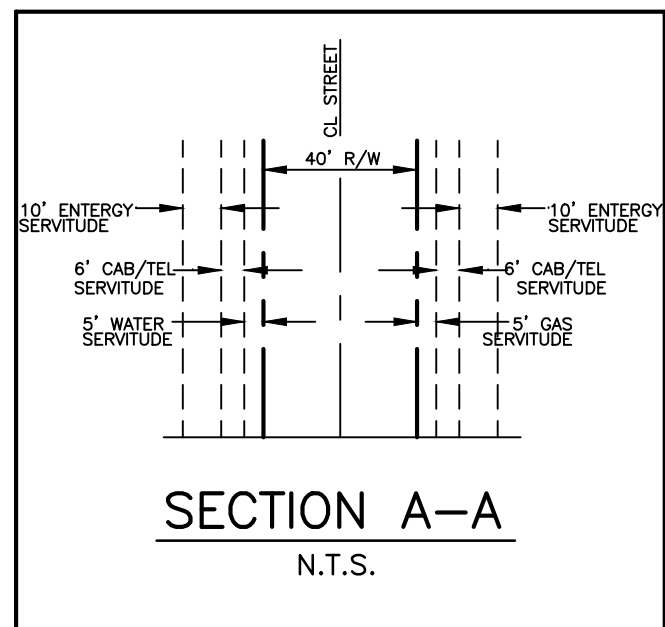 CL STREET
40' R/W
10' ENTERGY
SERVITUDE
10' ENTERGY
SERVITUDE
6' CAB/TEL
SERVITUDE
6' CAB/TEL
SERVITUDE
5' WATER
SERVITUDE
5' GAS
SERVITUDE
SECTION A-A
N.T.S.